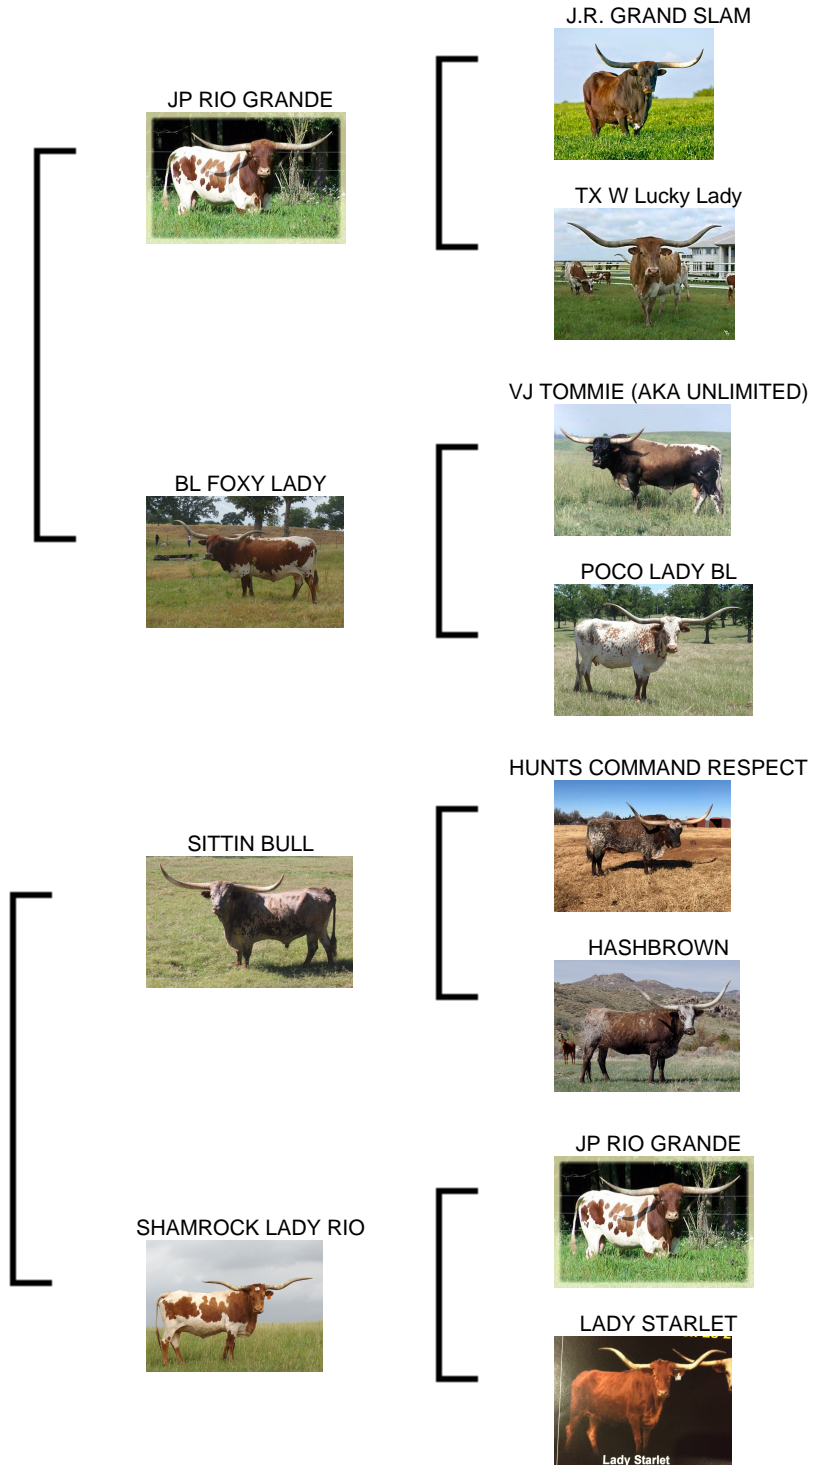 J.R. GRAND SLAM
JP RIO GRANDE
TX W Lucky Lady
VJ TOMMIE (AKA UNLIMITED)
BL FOXY LADY
POCO LADY BL
HUNTS COMMAND RESPECT
SITTIN BULL
HASHBROWN
JP RIO GRANDE
SHAMROCK LADY RIO
LADY STARLET
Lady Starlet